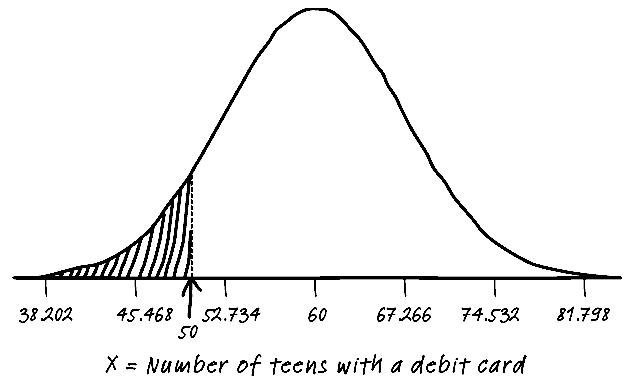 38.202 45.468 52.734 60 67.266 74.532 81.798
50
X = Number of teens with a debit card